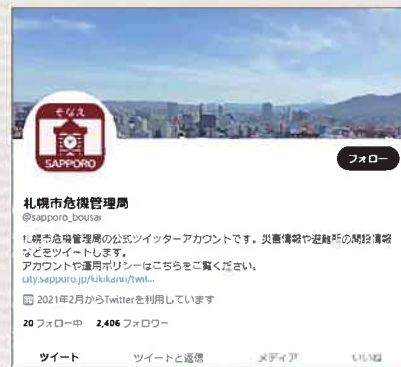 そなえ
SAPPORO
フォロー
札幌市危機管理局
@sapporo_bousai
札幌市危機管理局の公式ツイッターアカウントです。災害情報や避難所の開設情報
などをツイートします。
アカウントや運用ポリシーはこちらをご覧ください。
city.sapporo.jp/kikikanri/twit...
2021年2月からTwitterを利用しています
20 フォロー中 2,406 フォロワー
ツイート ツイートと返信 メディア いいね